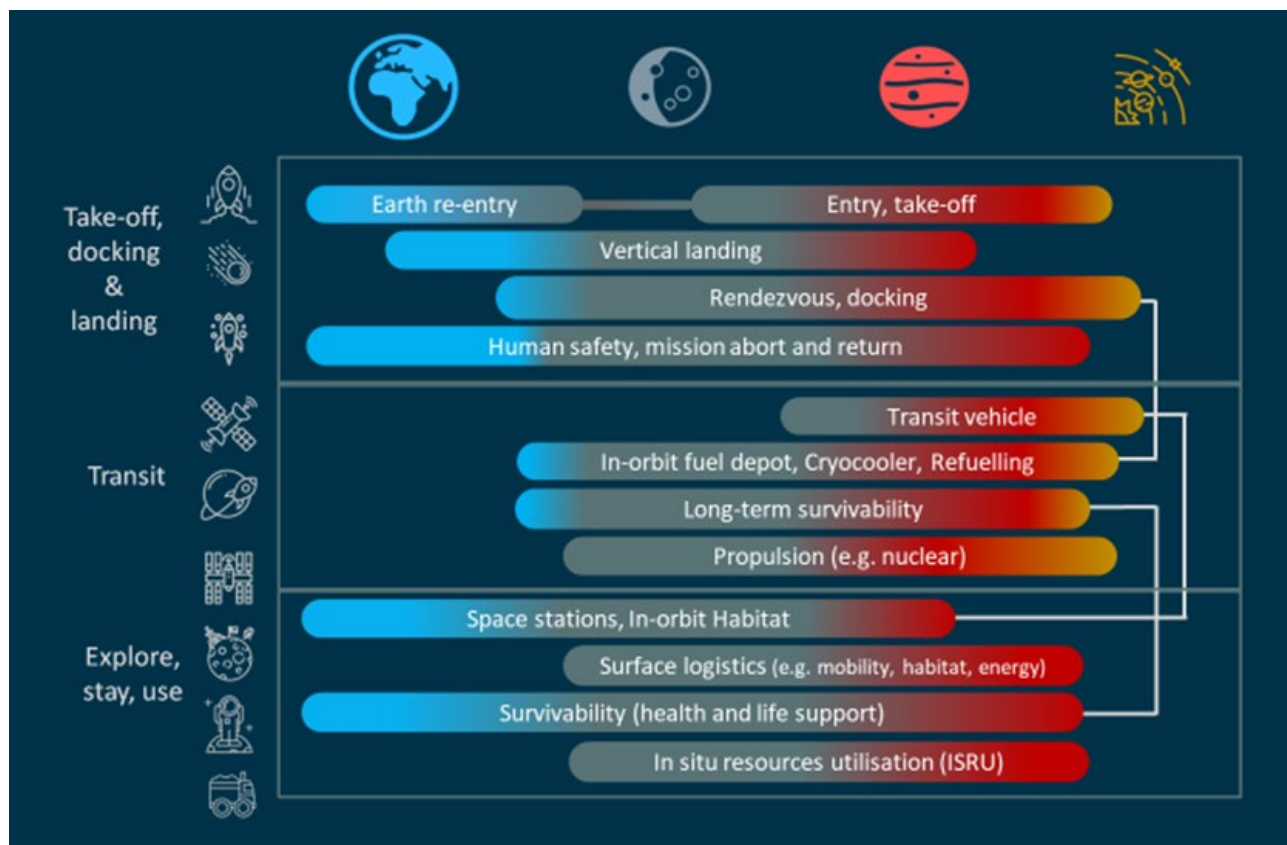 Take-off,
docking
&
landing
Earth re-entry
Entry, take-off
Vertical landing
Rendezvous, docking
Human safety, mission abort and return
Transit
Transit vehicle
In-orbit fuel depot, Cryocooler, Refuelling
Long-term survivability
Propulsion (e.g. nuclear)
Explore,
stay, use
Space stations, In-orbit Habitat
Surface logistics (e.g. mobility, habitat, energy)
Survivability (health and life support)
In situ resources utilisation (ISRU)